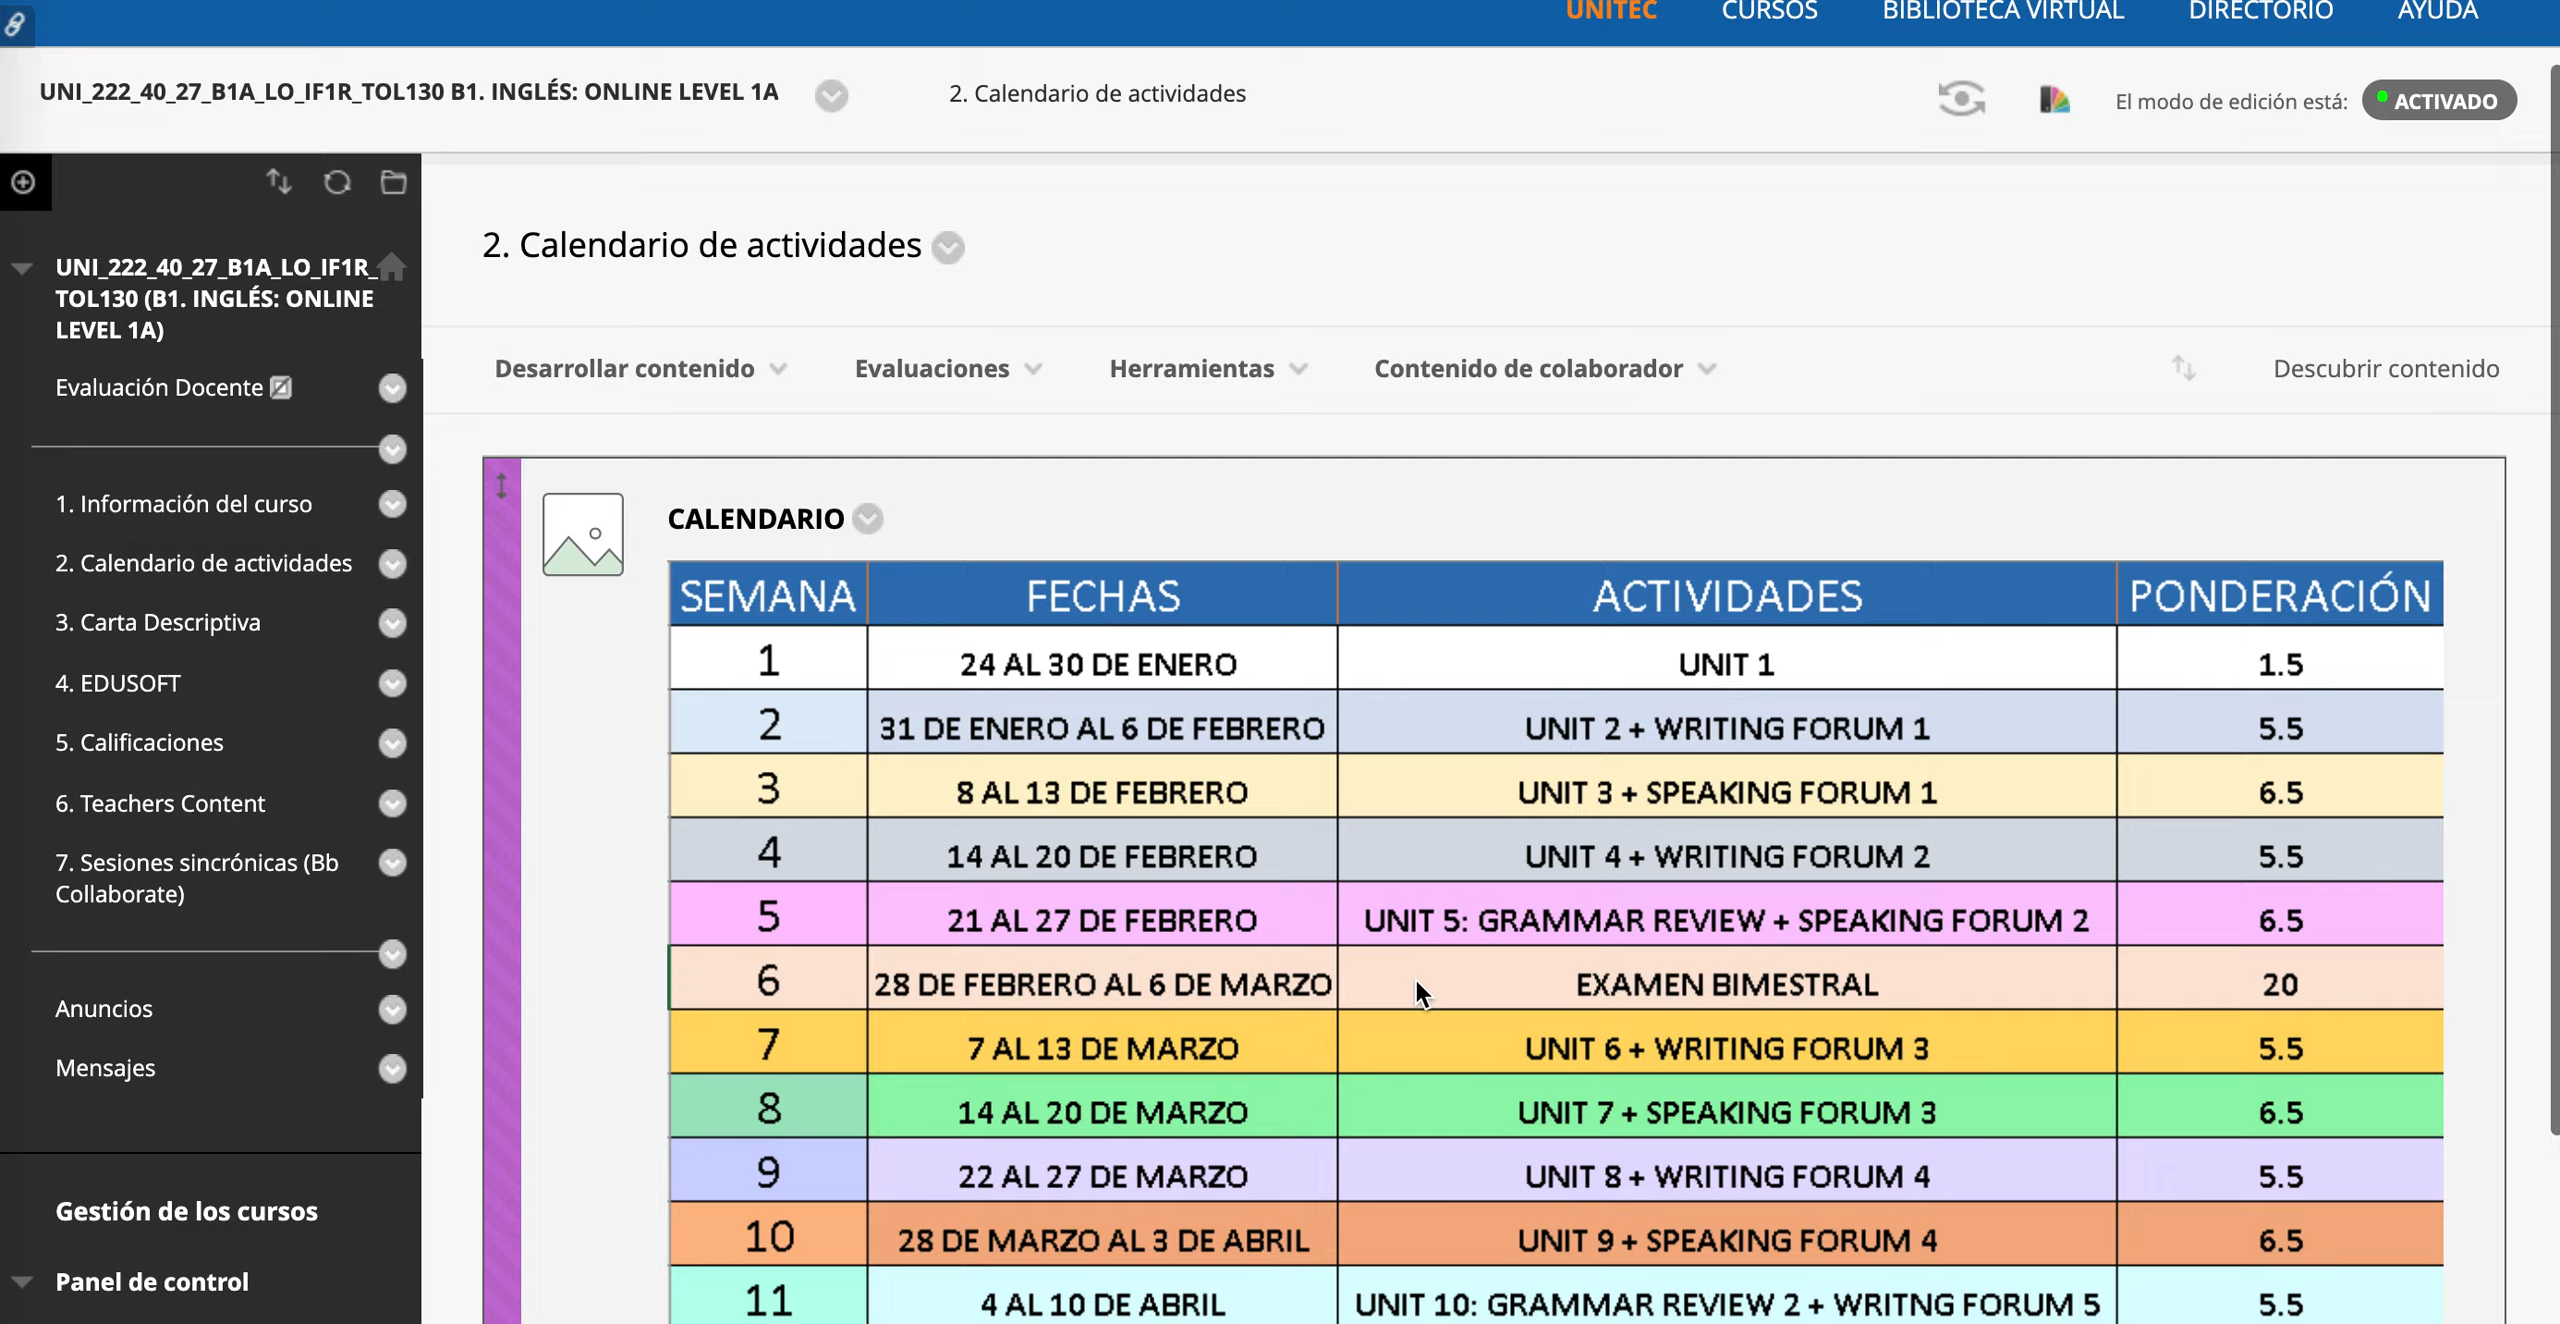 UNITEC CURSOS BIBLIOTECA VIRTUAL DIRECTORIO AYUDA
UNI_222_40_27_B1A_LO_IF1R_TOL130 B1. INGLÉS: ONLINE LEVEL 1A
2. Calendario de actividades
El modo de edición está: ACTIVADO
UNI_222_40_27_B1A_LO_IF1R_
TOL130 (B1. INGLÉS: ONLINE
LEVEL 1A)
Evaluación Docente
1. Información del curso
2. Calendario de actividades
3. Carta Descriptiva
4. EDUSOFT
5. Calificaciones
6. Teachers Content
7. Sesiones sincrónicas (Bb
Collaborate)
Anuncios
Mensajes
Gestión de los cursos
Panel de control
2. Calendario de actividades
Desarrollar contenido Evaluaciones Herramientas Contenido de colaborador Descubrir contenido
CALENDARIO
SEMANA FECHAS ACTIVIDADES PONDERACIÓN
1 24 AL 30 DE ENERO UNIT 1 1.5
2 31 DE ENERO AL 6 DE FEBRERO UNIT 2 + WRITING FORUM 1 5.5
3 8 AL 13 DE FEBRERO UNIT 3 + SPEAKING FORUM 1 6.5
4 14 AL 20 DE FEBRERO UNIT 4 + WRITING FORUM 2 5.5
5 21 AL 27 DE FEBRERO UNIT 5: GRAMMAR REVIEW + SPEAKING FORUM 2 6.5
6 28 DE FEBRERO AL 6 DE MARZO EXAMEN BIMESTRAL 20
7 7 AL 13 DE MARZO UNIT 6 + WRITING FORUM 3 5.5
8 14 AL 20 DE MARZO UNIT 7 + SPEAKING FORUM 3 6.5
9 22 AL 27 DE MARZO UNIT 8 + WRITING FORUM 4 5.5
10 28 DE MARZO AL 3 DE ABRIL UNIT 9 + SPEAKING FORUM 4 6.5
11 4 AL 10 DE ABRIL UNIT 10: GRAMMAR REVIEW 2 + WRITNG FORUM 5 5.5